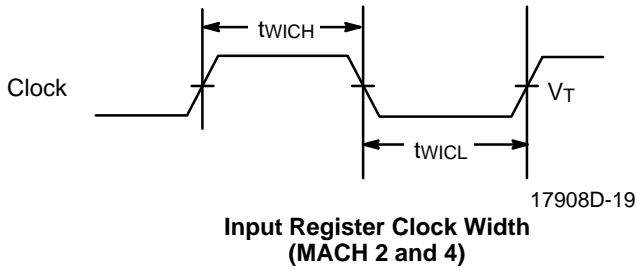 tWICH
Clock
VT
tWICL
17908D-19
Input Register Clock Width
(MACH 2 and 4)